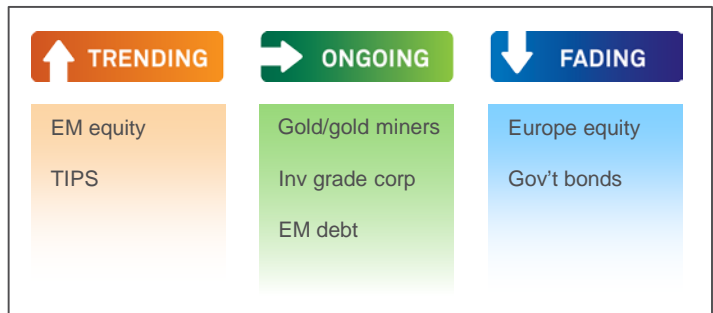 TRENDING
EM equity
TIPS
ONGOING
Gold/gold miners
Inv grade corp
EM debt
FADING
Europe equity
Gov't bonds